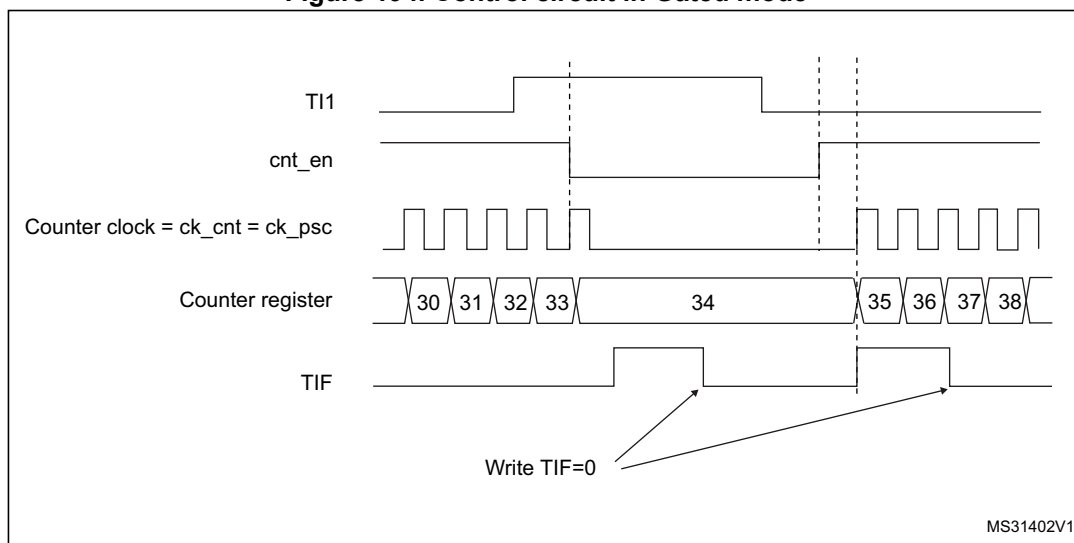 TI1
cnt_en
Counter clock = ck_cnt = ck_psc
Counter register
30 31 32 33 34 35 36 37 38
TIF
Write TIF=0
MS31402V1